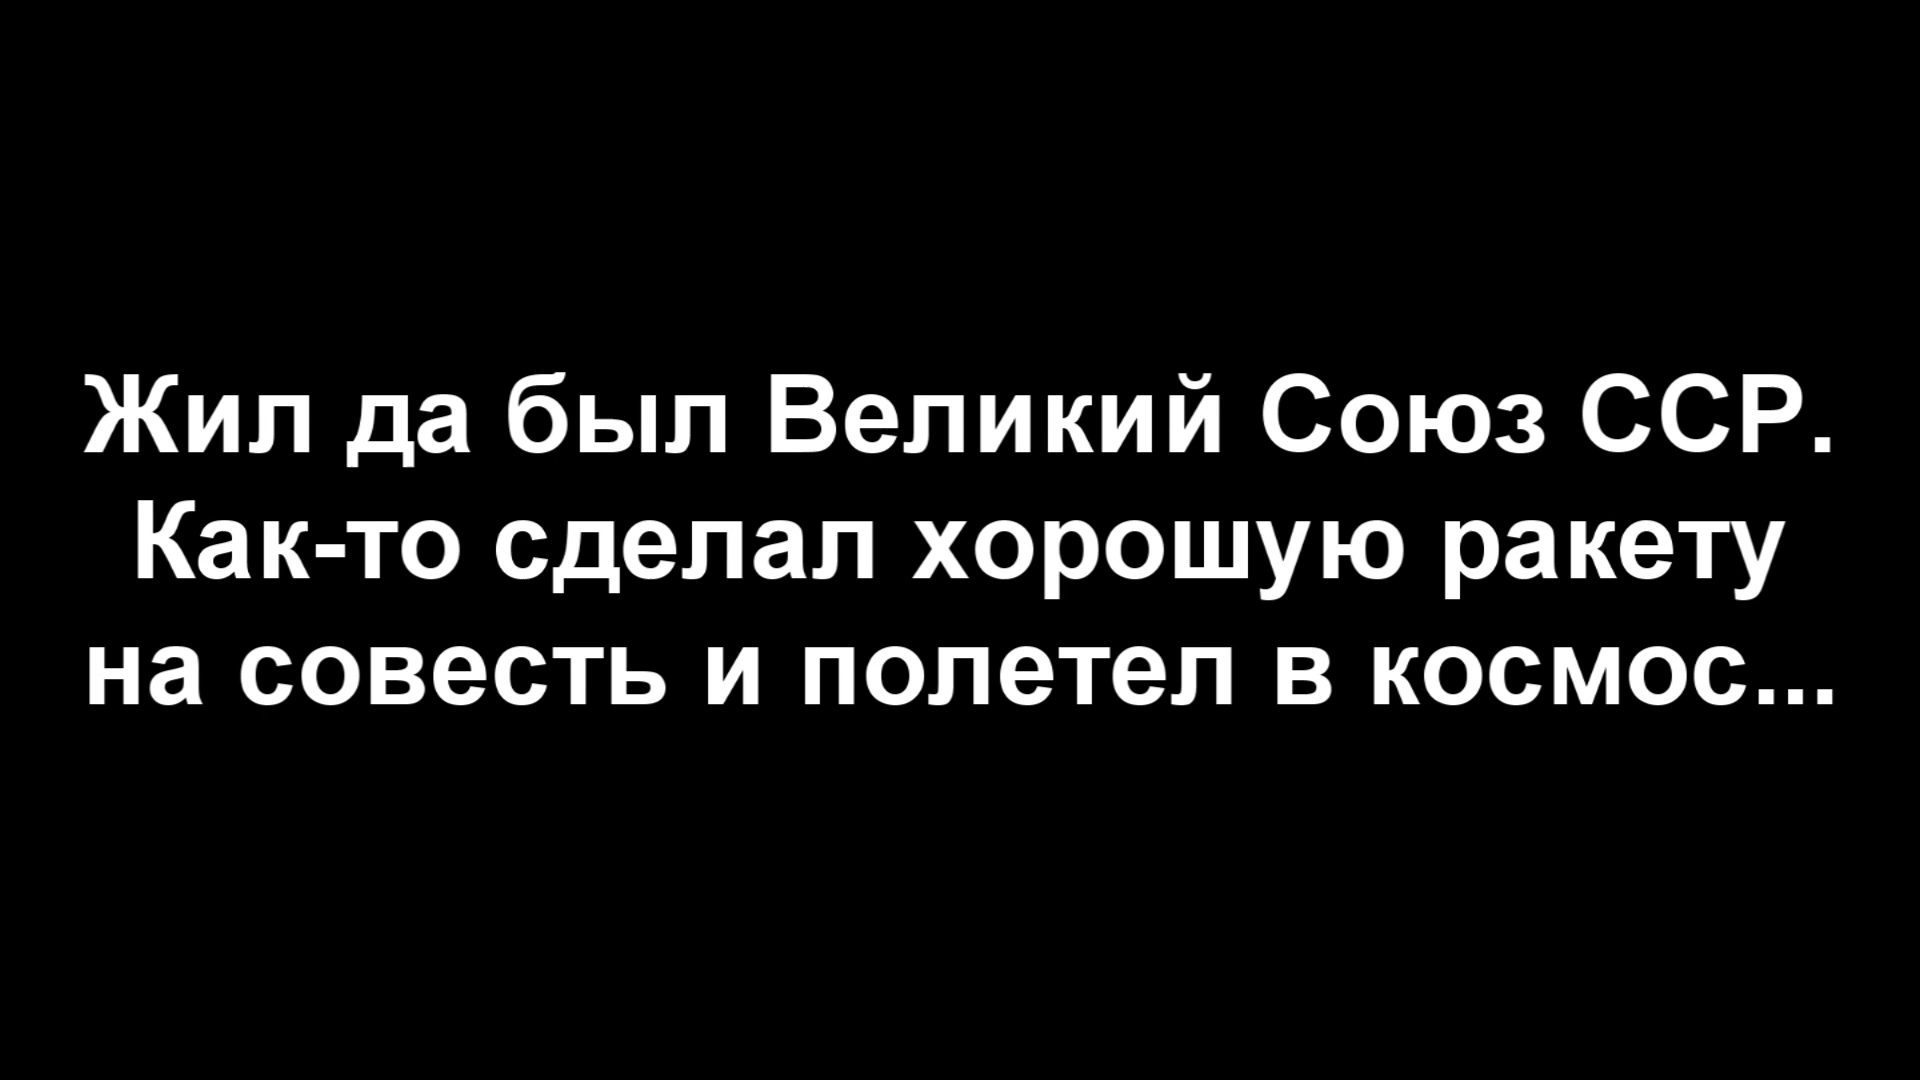 Жил да был Великий Союз ССР.
Как-то сделал хорошую ракету
на совесть и полетел в космос...